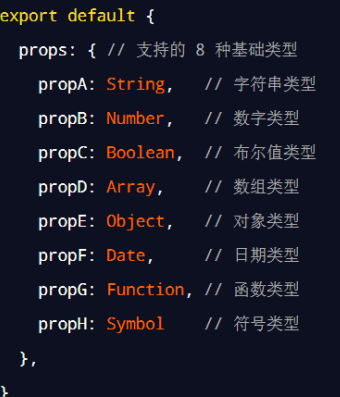 export default {
props: { // 支持的 8 种基础类型
propA: String, // 字符串类型
propB: Number, // 数字类型
propC: Boolean, // 布尔值类型
propD: Array, // 数组类型
propE: Object, // 对象类型
propF: Date, // 日期类型
propG: Function, // 函数类型
propH: Symbol // 符号类型
},
}